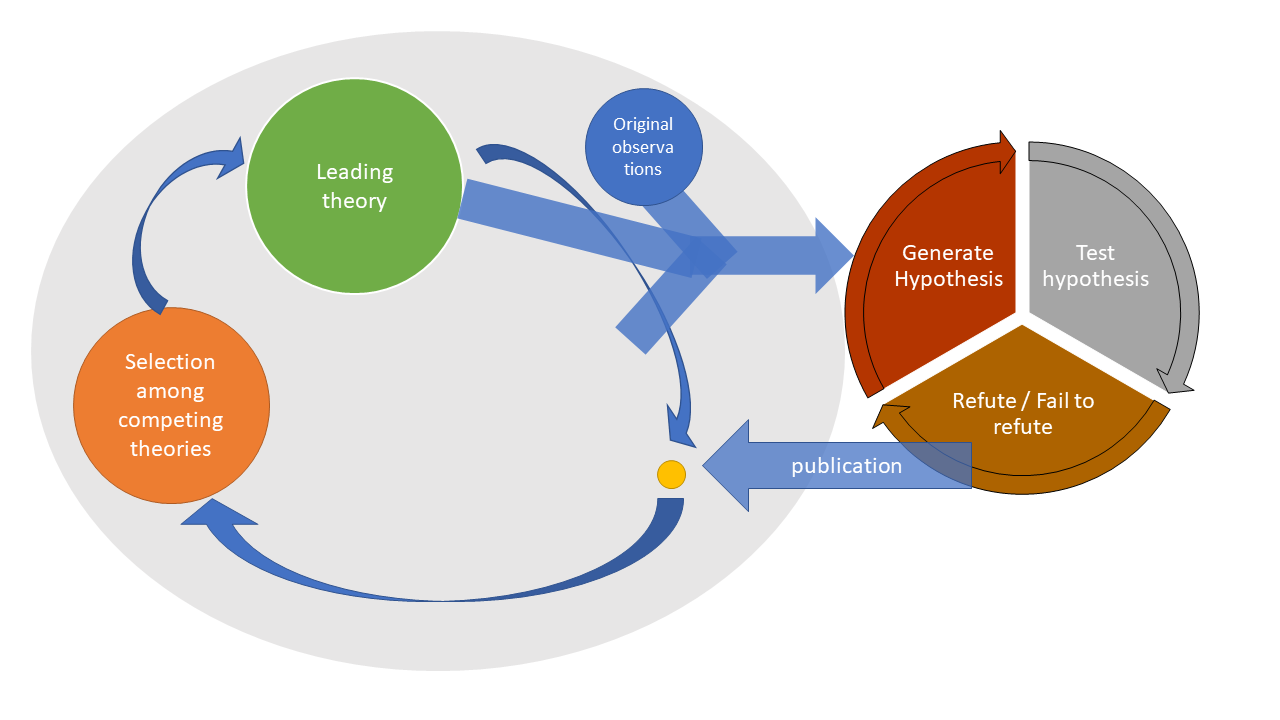 Leading
theory
Original
observa
tions
Selection
among
competing
theories
Generate
Hypothesis
Test
hypothesis
Refute / Fail to
refute
publication